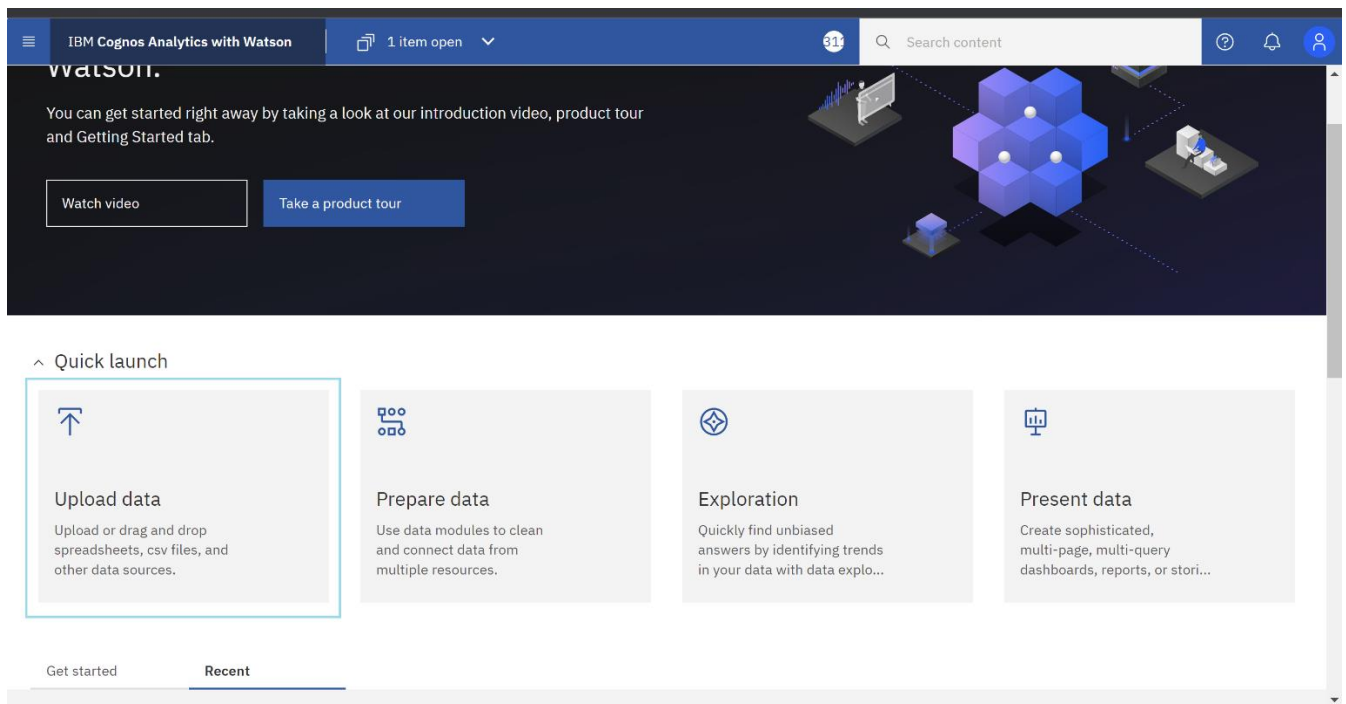 IBM Cognos Analytics with Watson
1 item open
311
Search content
Watson.
You can get started right away by taking a look at our introduction video, product tour
and Getting Started tab.
Watch video
Take a product tour
Quick launch
Upload data
Upload or drag and drop
spreadsheets, csv files, and
other data sources.
Prepare data
Use data modules to clean
and connect data from
multiple resources.
Exploration
Quickly find unbiased
answers by identifying trends
in your data with data explo...
Present data
Create sophisticated,
multi-page, multi-query
dashboards, reports, or stori...
Get started
Recent